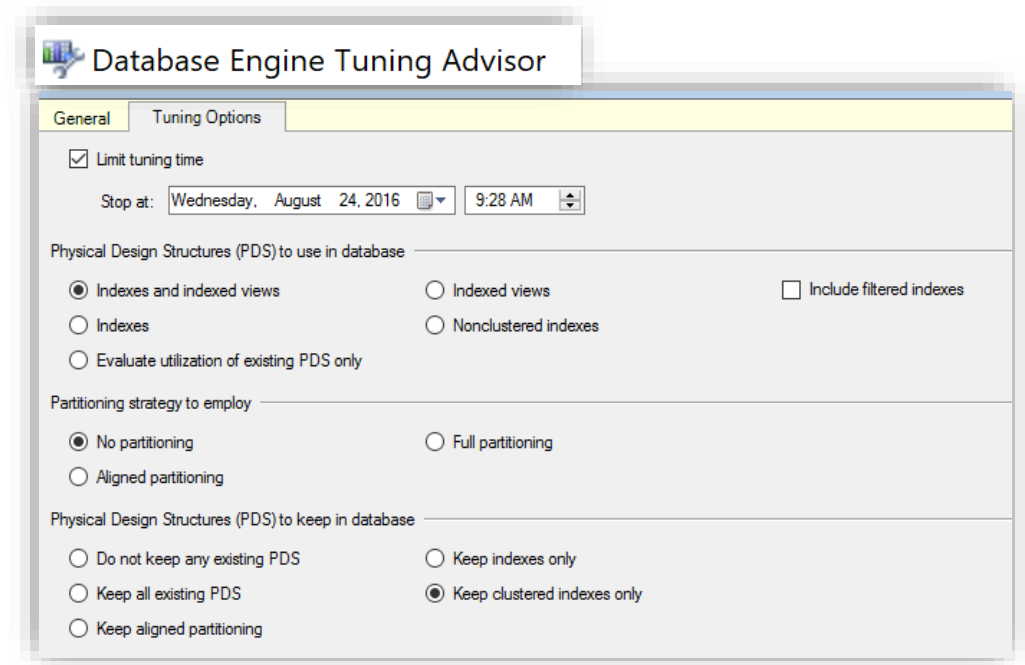 Database Engine Tuning Advisor
General Tuning Options
Limit tuning time
Stop at: Wednesday, August 24, 2016 9:28 AM
Physical Design Structures (PDS) to use in database
Indexes and indexed views Indexed views Include filtered indexes
Indexes Nonclustered indexes
Evaluate utilization of existing PDS only
Partitioning strategy to employ
No partitioning Full partitioning
Aligned partitioning
Physical Design Structures (PDS) to keep in database
Do not keep any existing PDS Keep indexes only
Keep all existing PDS Keep clustered indexes only
Keep aligned partitioning